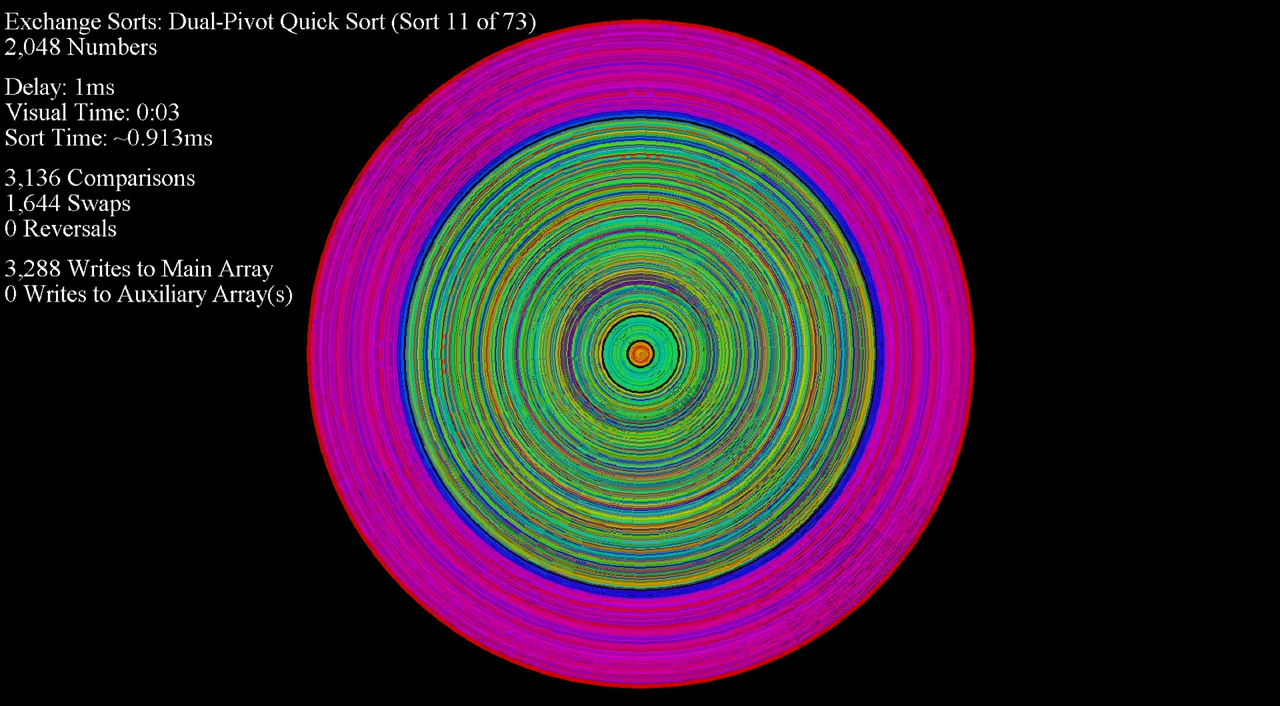 Exchange Sorts: Dual-Pivot Quick Sort (Sort 11 of 73)
2,048 Numbers
Delay: 1ms
Visual Time: 0:03
Sort Time: ~0.913ms
3,136 Comparisons
1,644 Swaps
0 Reversals
3,288 Writes to Main Array
0 Writes to Auxiliary Array(s)